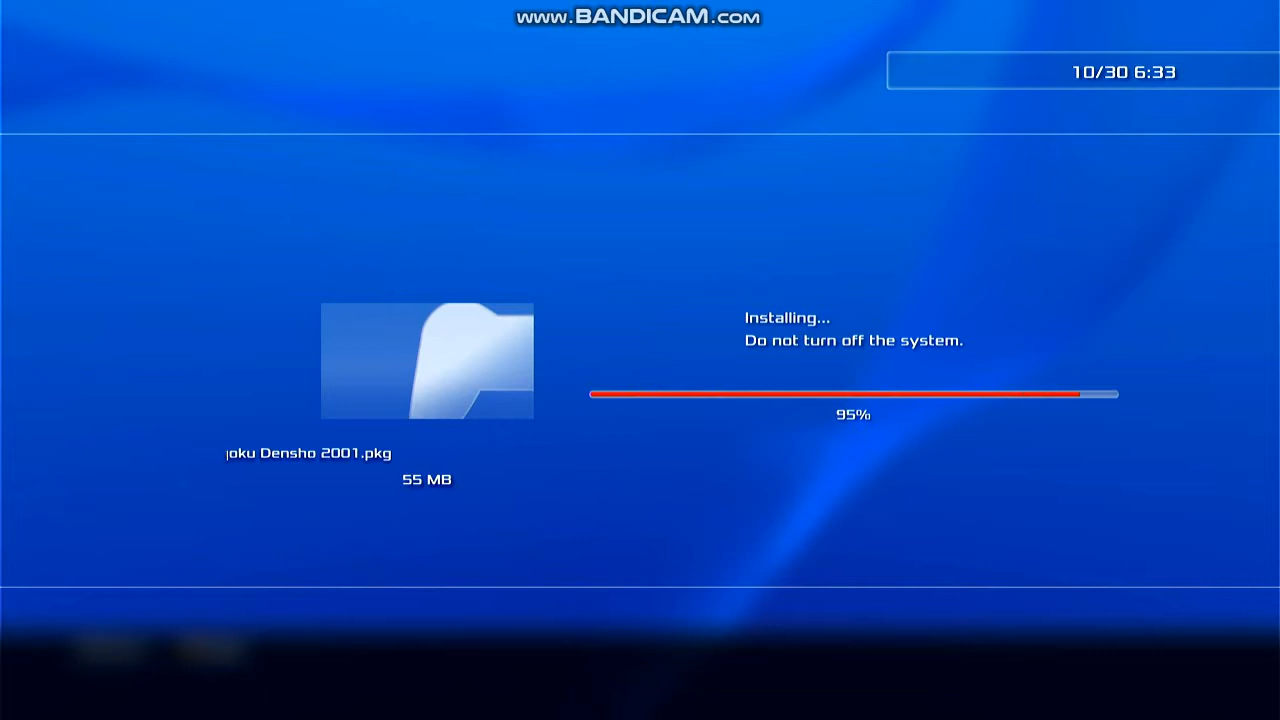 www.BANDICAM.com
10/30 6:33
Installing...
Do not turn off the system.
95%
oku Densho 2001.pkg
55 MB